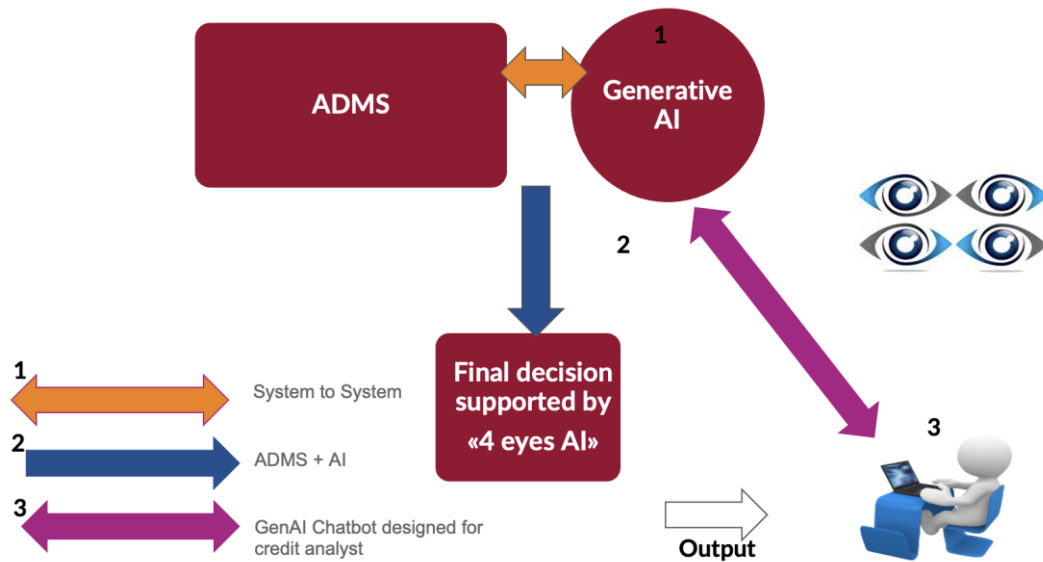 1
ADMS
Generative
AI
2
Final decision
supported by
«4 eyes AI»
1
System to System
2
ADMS + AI
3
GenAI Chatbot designed for
credit analyst
3
Output